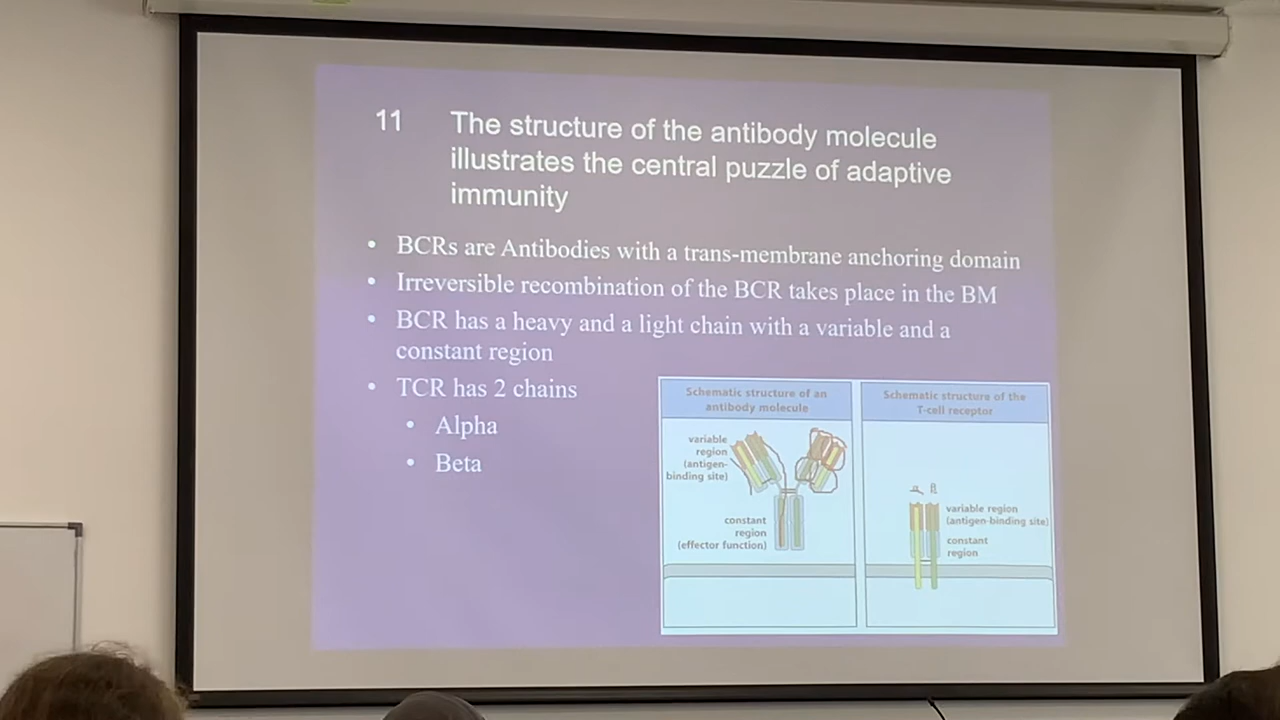 11 The structure of the antibody molecule
illustrates the central puzzle of adaptive
immunity
• BCRs are Antibodies with a trans-membrane anchoring domain
• Irreversible recombination of the BCR takes place in the BM
• BCR has a heavy and a light chain with a variable and a
constant region
• TCR has 2 chains
• Alpha
• Beta
Schematic structure of an
antibody molecule
variable
region
(antigen-
binding site)
constant
region
(effector function)
Schematic structure of the
T-cell receptor
α β
variable region
(antigen-binding site)
constant
region